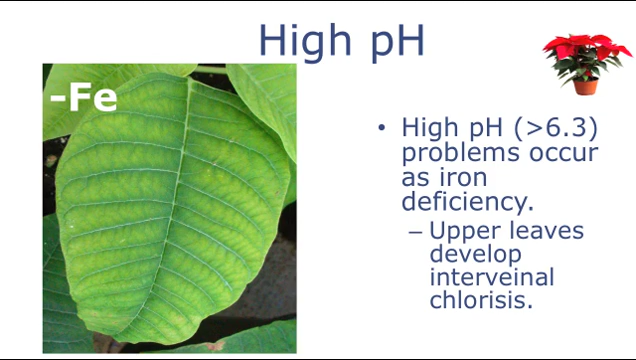 High pH
-Fe
• High pH (>6.3)
problems occur
as iron
deficiency.
– Upper leaves
develop
interveinal
chlorisis.